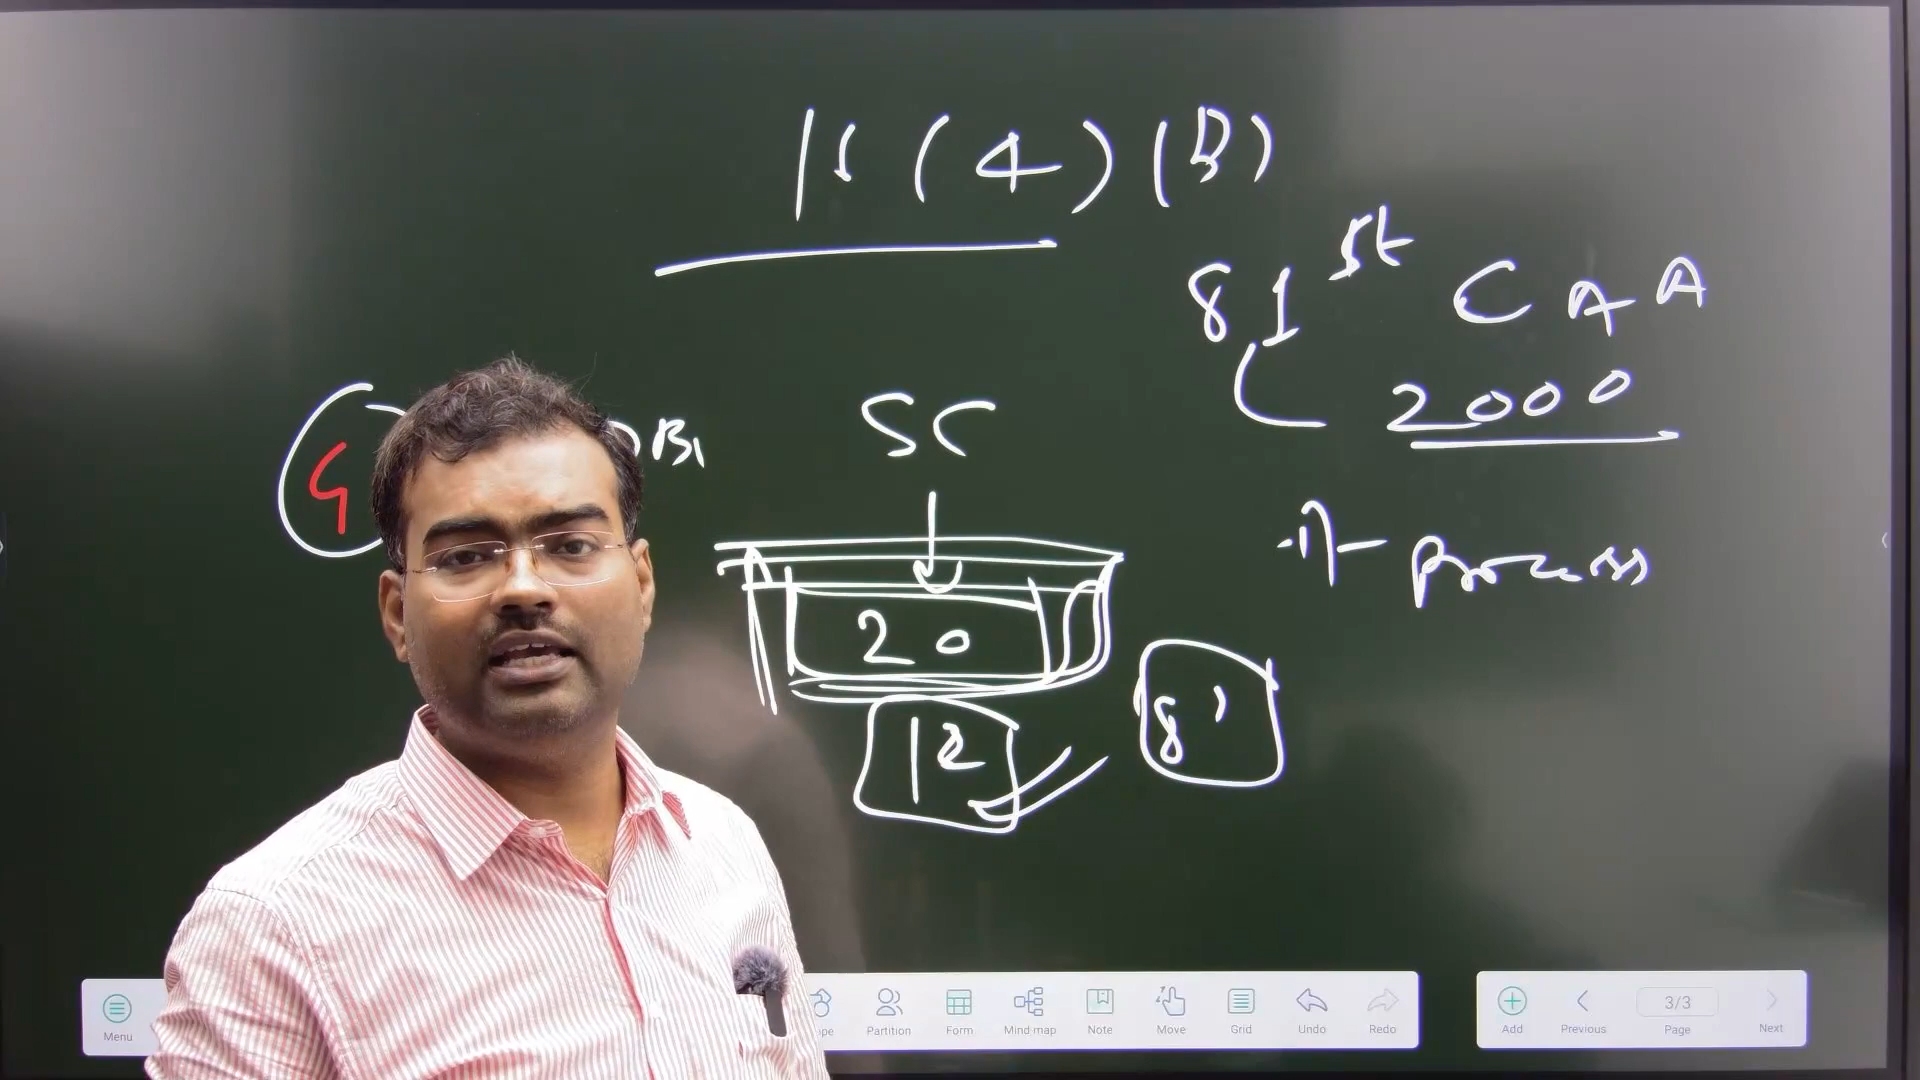 16(4)(B)
81st CAA
2000
G
SC
Process
20
12
8
Menu
Partition
Form
Mind map
Note
Move
Grid
Undo
Redo
Add
Previous
3/3
Page
Next